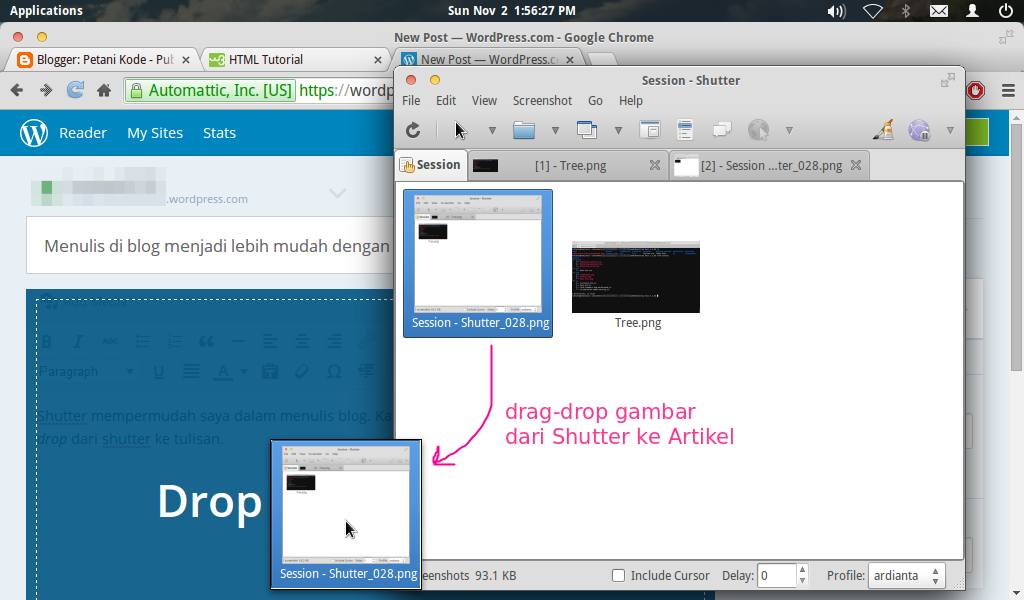 Applications
Sun Nov 2 1:56:27 PM
New Post — WordPress.com - Google Chrome
Blogger: Petani Kode - Pub
HTML Tutorial
New Post — WordPress.c
Automattic, Inc. [US]
https://wordp
Reader My Sites Stats
.wordpress.com
Menulis di blog menjadi lebih mudah dengan
B I ABC
Paragraph U A Ω
Shutter mempermudah saya dalam menulis blog. Ka
drop dari shutter ke tulisan.
Drop
Session - Shutter_028.png
Session - Shutter
File Edit View Screenshot Go Help
Session
[1] - Tree.png
[2] - Session ...ter_028.png
Session - Shutter_028.png
Tree.png
drag-drop gambar
dari Shutter ke Artikel
eenshots 93.1 KB
Include Cursor
Delay: 0
Profile: ardianta